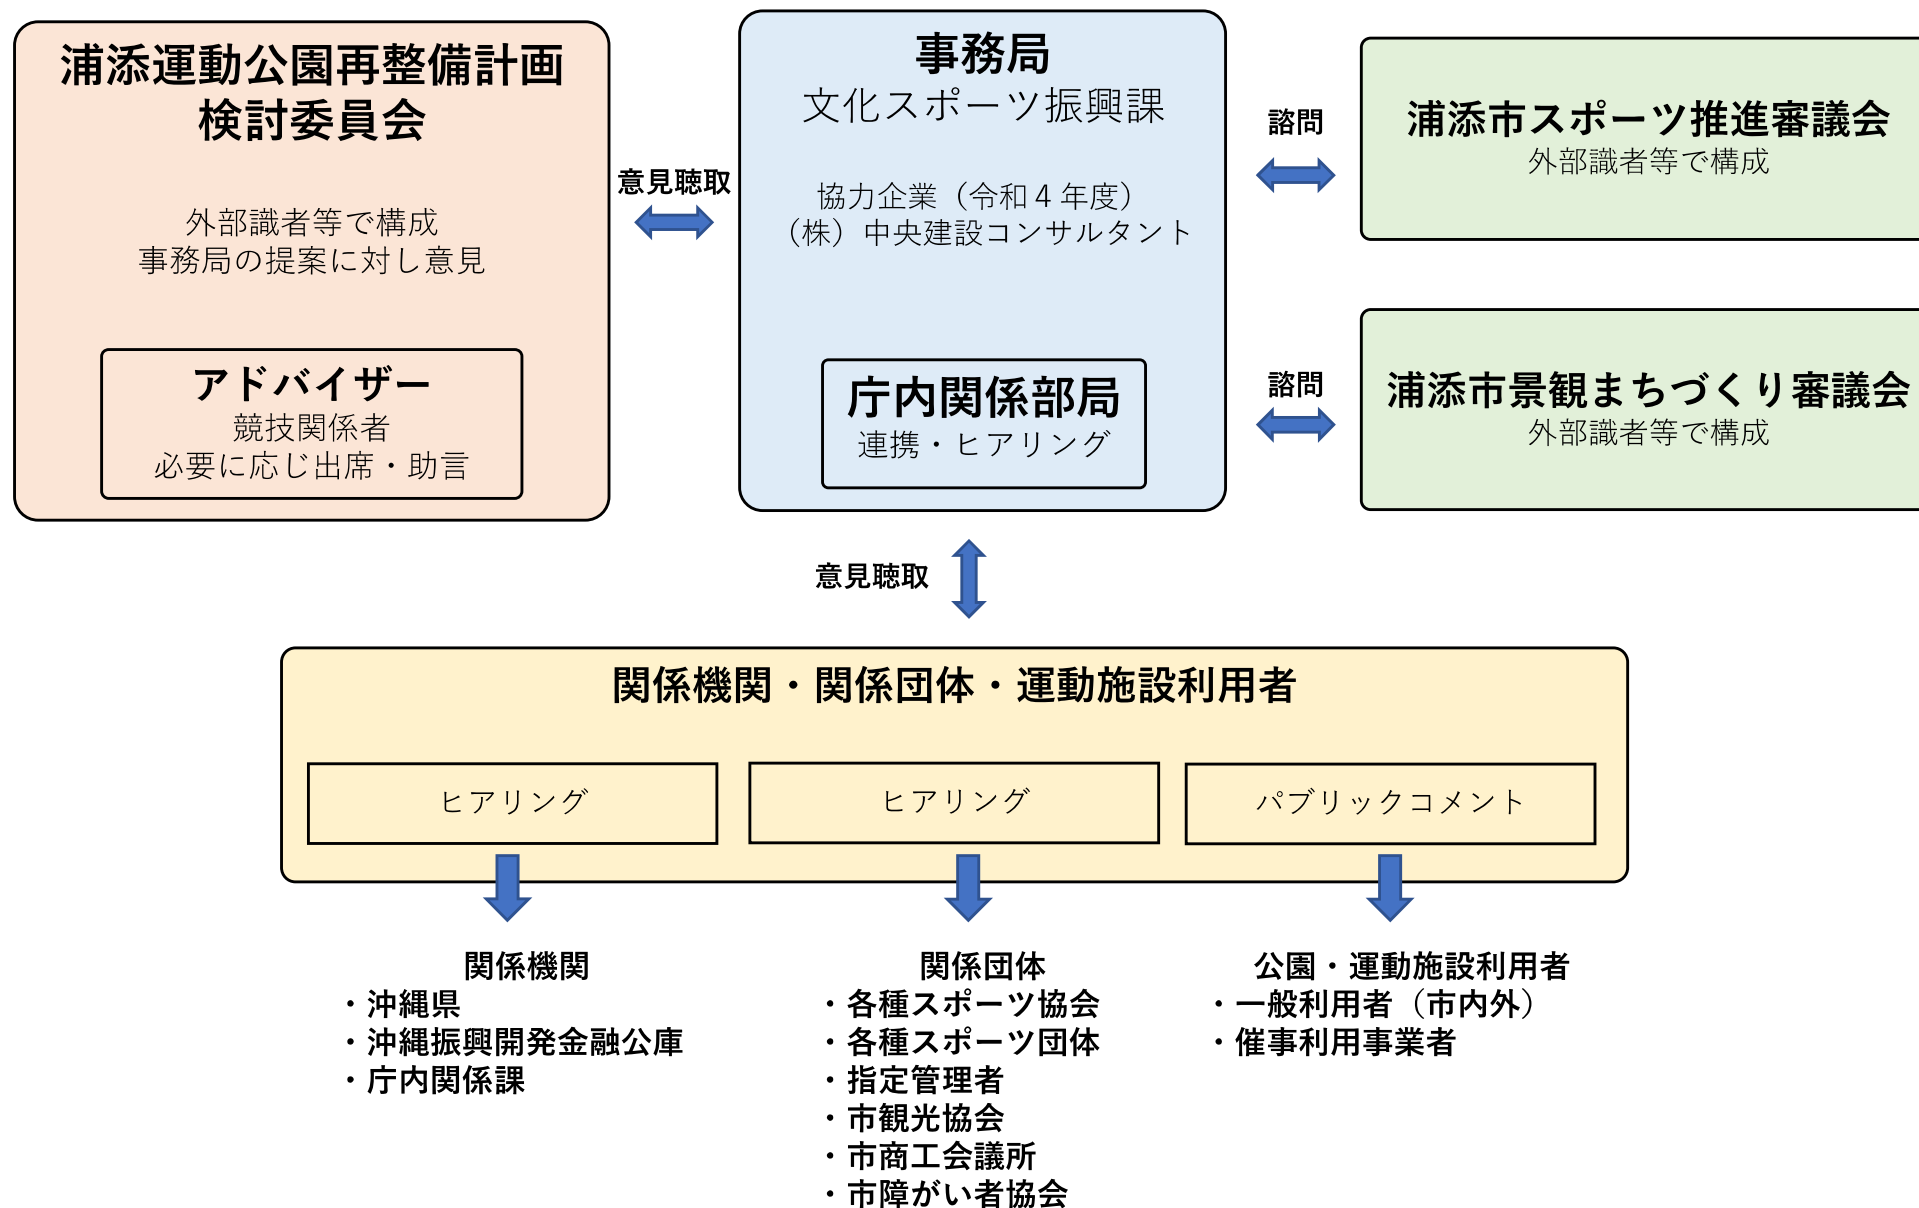 浦添運動公園再整備計画
検討委員会
外部識者等で構成
事務局の提案に対し意見
アドバイザー
競技関係者
必要に応じ出席・助言
意見聴取
事務局
文化スポーツ振興課
協力企業（令和４年度）
（株）中央建設コンサルタント
庁内関係部局
連携・ヒアリング
諮問
浦添市スポーツ推進審議会
外部識者等で構成
諮問
浦添市景観まちづくり審議会
外部識者等で構成
意見聴取
関係機関・関係団体・運動施設利用者
ヒアリング
ヒアリング
パブリックコメント
関係機関
・沖縄県
・沖縄振興開発金融公庫
・庁内関係課
関係団体
・各種スポーツ協会
・各種スポーツ団体
・指定管理者
・市観光協会
・市商工会議所
・市障がい者協会
公園・運動施設利用者
・一般利用者（市内外）
・催事利用事業者